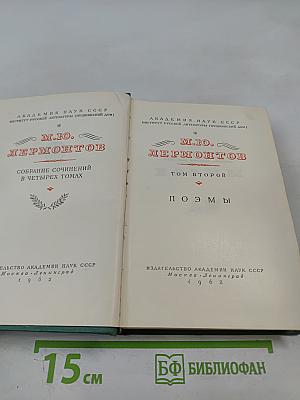 АКАДЕМИЯ НАУК СССР
ИНСТИТУТ РУССКОЙ ЛИТЕРАТУРЫ (ПУШКИНСКИЙ ДОМ)
М.Ю.
ЛЕРМОНТОВ
СОБРАНИЕ СОЧИНЕНИЙ
В ЧЕТЫРЕХ ТОМАХ
ИЗДАТЕЛЬСТВО АКАДЕМИИ НАУК СССР
Москва • Ленинград
1962
АКАДЕМИЯ НАУК СССР
ИНСТИТУТ РУССКОЙ ЛИТЕРАТУРЫ (ПУШКИНСКИЙ ДОМ)
М.Ю.
ЛЕРМОНТОВ
ТОМ ВТОРОЙ
ПОЭМЫ
ИЗДАТЕЛЬСТВО АКАДЕМИИ НАУК СССР
Москва • Ленинград
1962
15 см
БФ БИБЛИОФАН